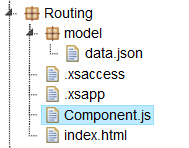 Routing
model
data.json
.xsaccess
.xsapp
Component.js
index.html